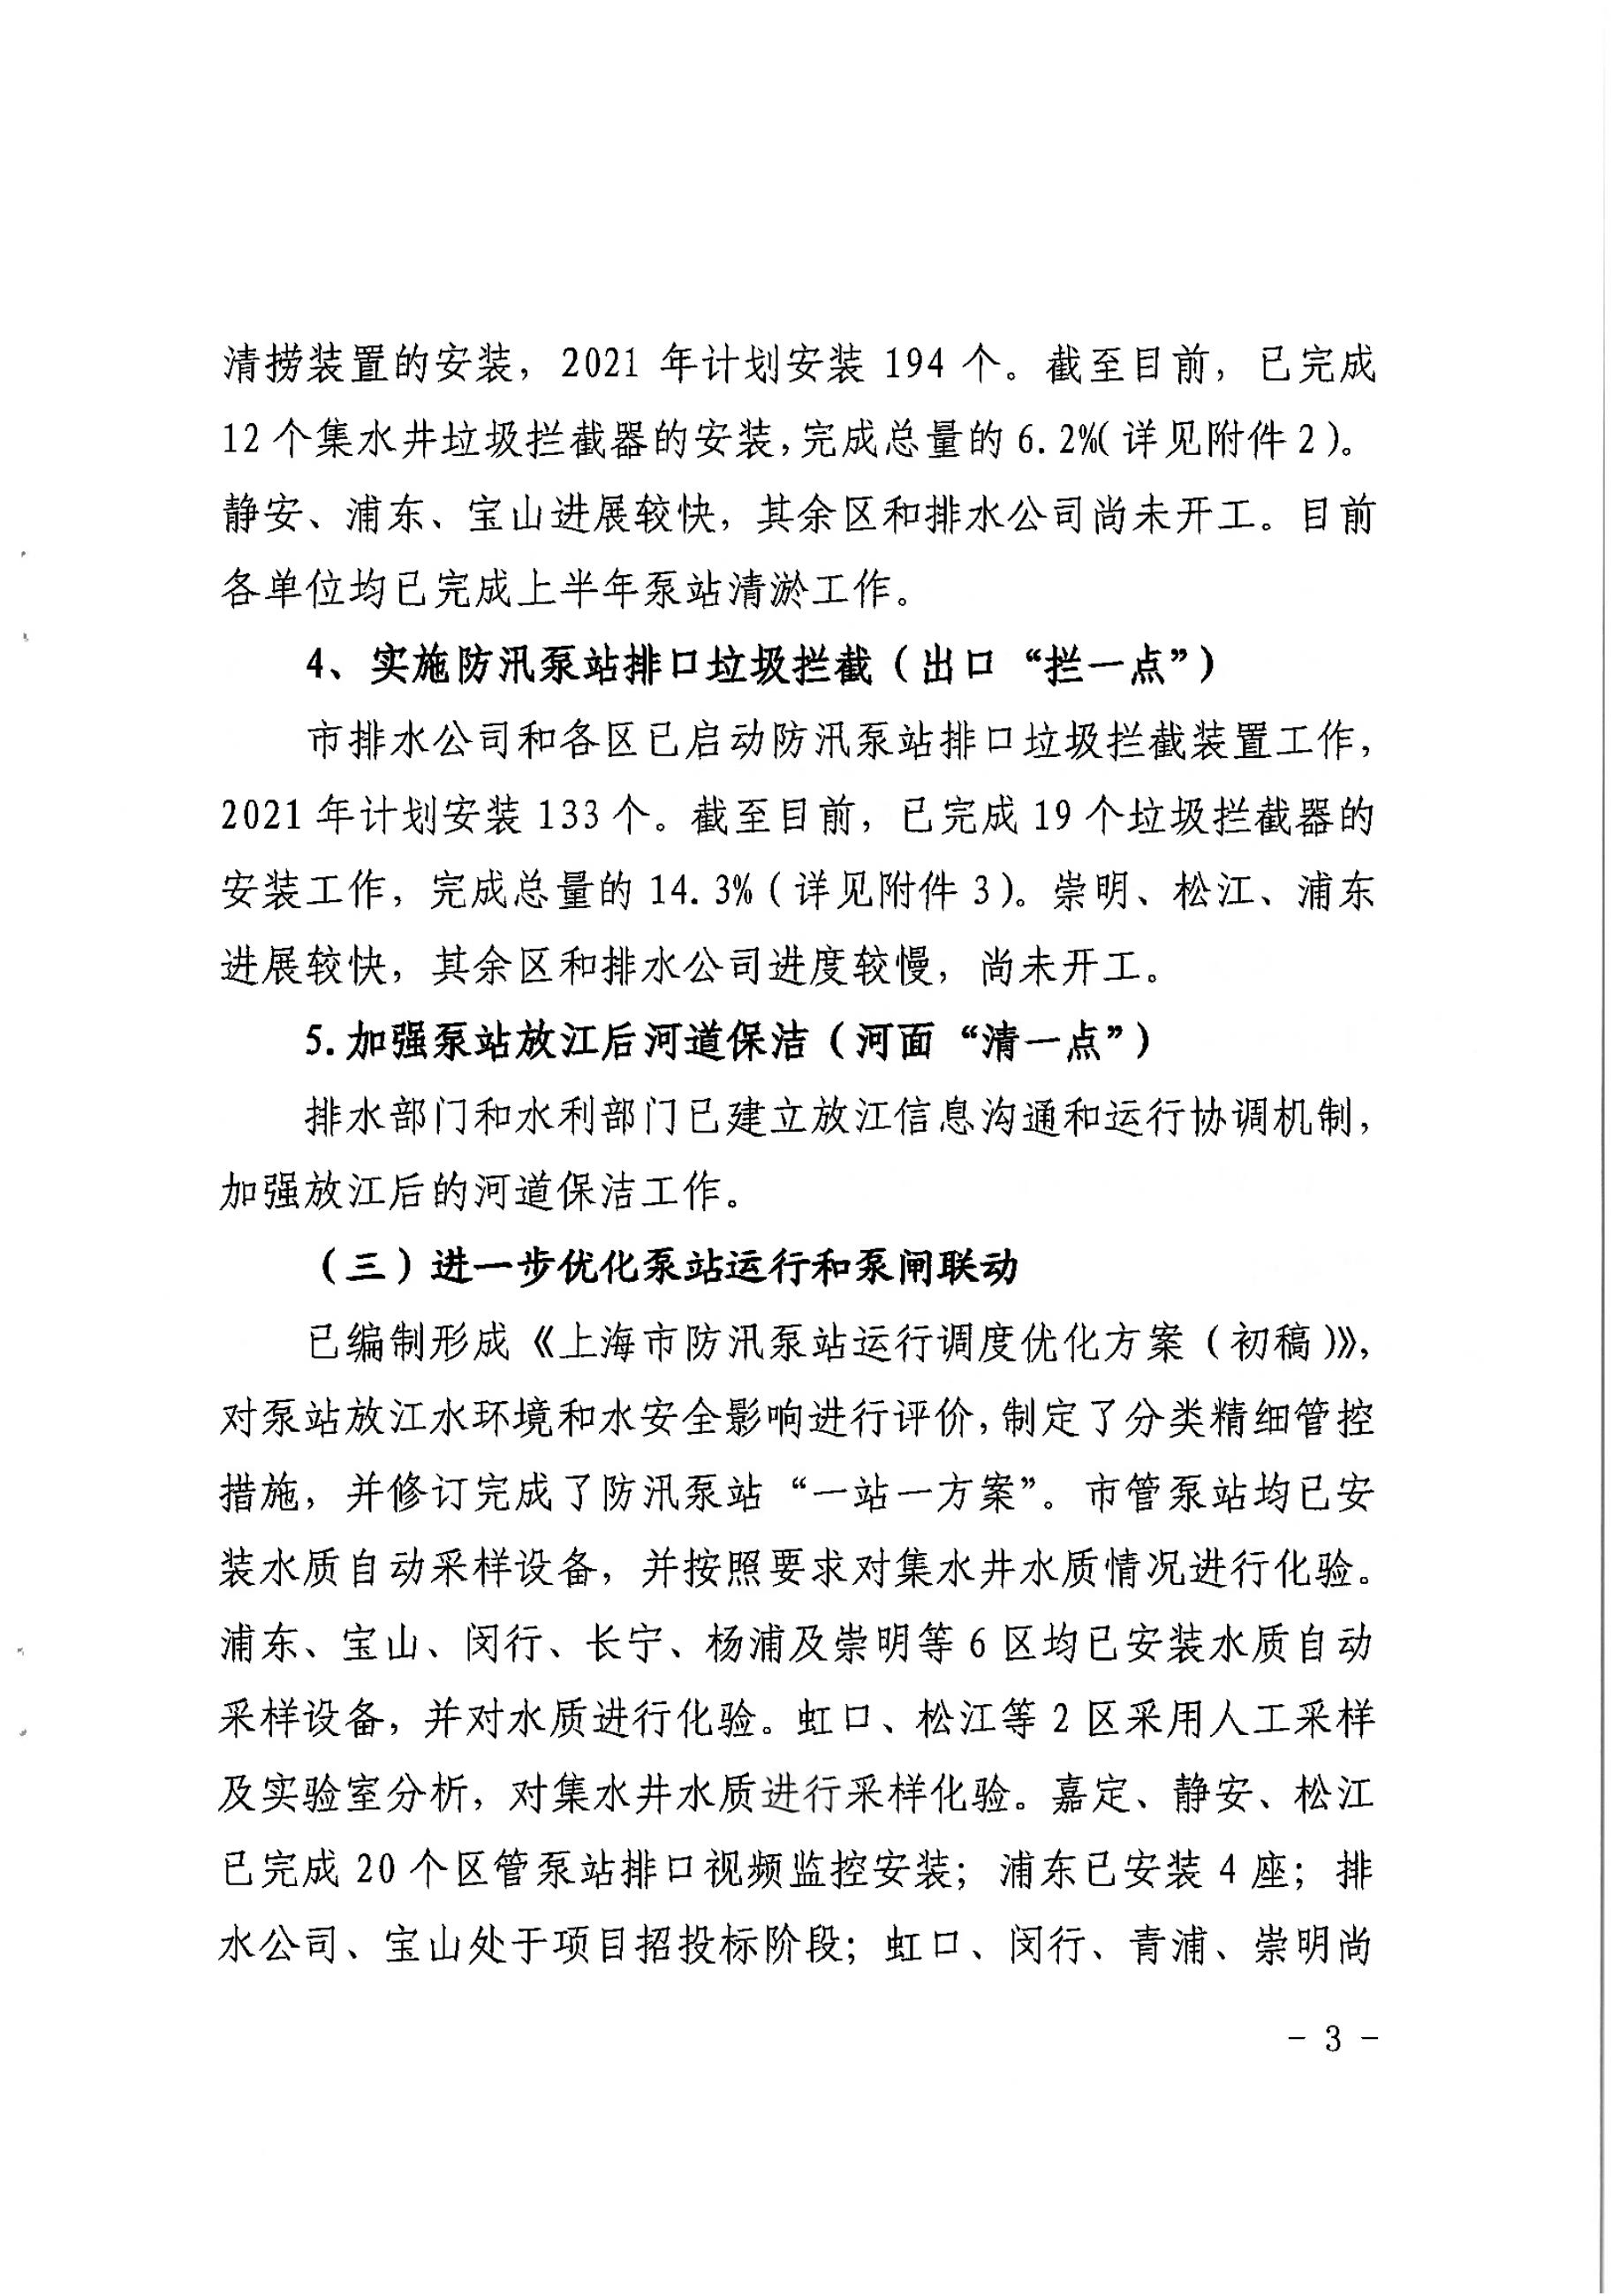 清捞装置的安装，2021 年计划安装 194 个。截至目前，已完成
12 个集水井垃圾拦截器的安装，完成总量的 6.2%（详见附件 2）。
静安、浦东、宝山进展较快，其余区和排水公司尚未开工。目前
各单位均已完成上半年泵站清淤工作。
4、实施防汛泵站排口垃圾拦截（出口“拦一点”）
市排水公司和各区已启动防汛泵站排口垃圾拦截装置工作，
2021 年计划安装 133 个。截至目前，已完成 19 个垃圾拦截器的
安装工作，完成总量的 14.3%（详见附件 3）。崇明、松江、浦东
进展较快，其余区和排水公司进度较慢，尚未开工。
5.加强泵站放江后河道保洁（河面“清一点”）
排水部门和水利部门已建立放江信息沟通和运行协调机制，
加强放江后的河道保洁工作。
（三）进一步优化泵站运行和泵闸联动
已编制形成《上海市防汛泵站运行调度优化方案（初稿）》，
对泵站放江水环境和水安全影响进行评价，制定了分类精细管控
措施，并修订完成了防汛泵站“一站一方案”。市管泵站均已安
装水质自动采样设备，并按照要求对集水井水质情况进行化验。
浦东、宝山、闵行、长宁、杨浦及崇明等 6 区均已安装水质自动
采样设备，并对水质进行化验。虹口、松江等 2 区采用人工采样
及实验室分析，对集水井水质进行采样化验。嘉定、静安、松江
已完成 20 个区管泵站排口视频监控安装；浦东已安装 4 座；排
水公司、宝山处于项目招投标阶段；虹口、闵行、青浦、崇明尚
- 3 -